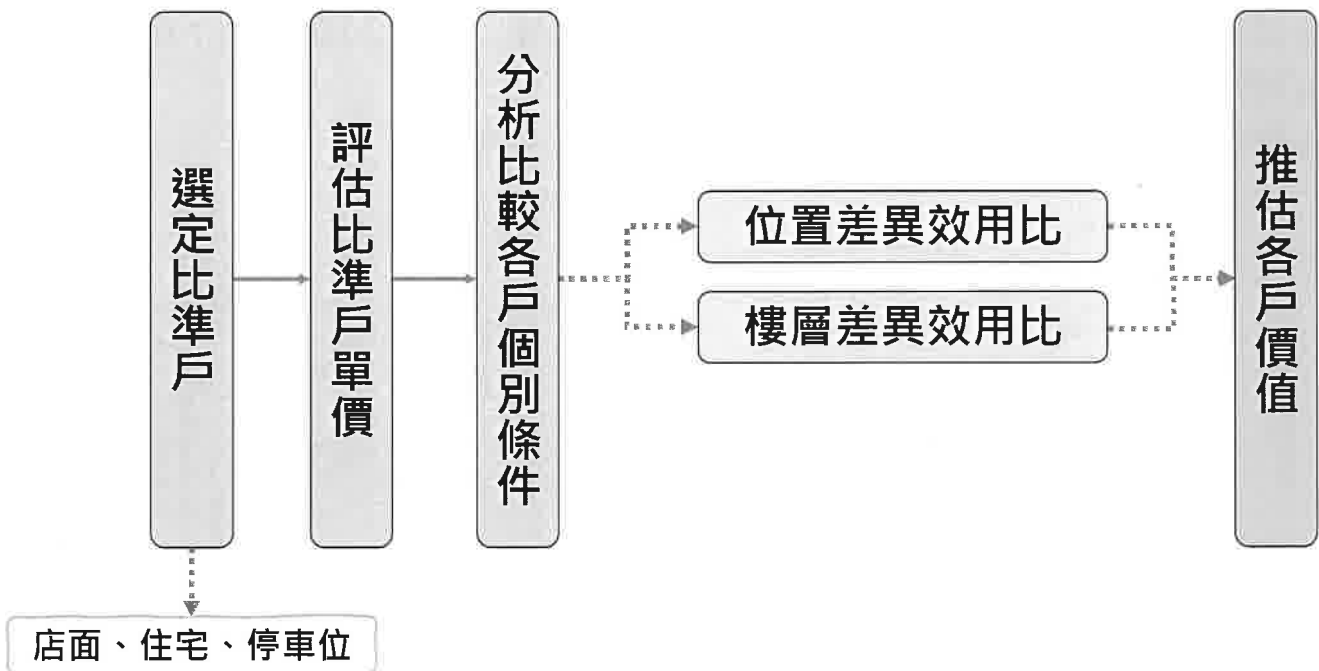 選定比準戶
評估比準戶單價
分析比較各戶個別條件
位置差異效用比
樓層差異效用比
推估各戶價值
店面、住宅、停車位